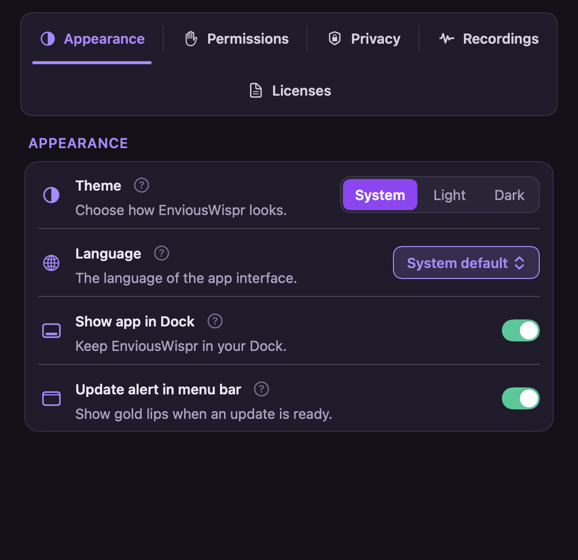 Appearance
Permissions
Privacy
Recordings
Licenses
APPEARANCE
Theme ?
Choose how EnviousWispr looks.
System
Light
Dark
Language ?
The language of the app interface.
System default
Show app in Dock ?
Keep EnviousWispr in your Dock.
Update alert in menu bar ?
Show gold lips when an update is ready.